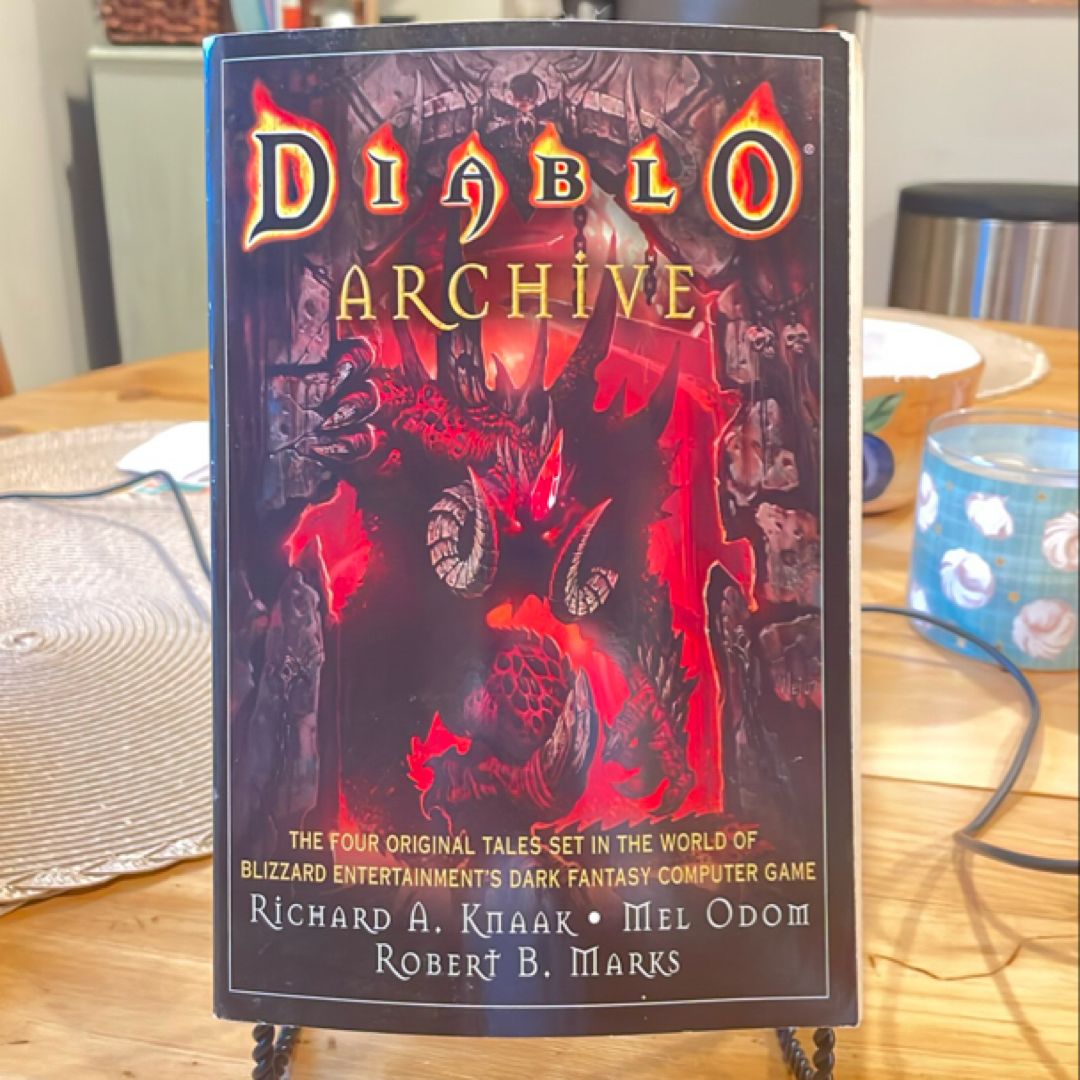 DIABLO®
ARCHIVE
THE FOUR ORIGINAL TALES SET IN THE WORLD OF
BLIZZARD ENTERTAINMENT'S DARK FANTASY COMPUTER GAME
RICHARD A. KNAAK • MEL ODOM
ROBERT B. MARKS